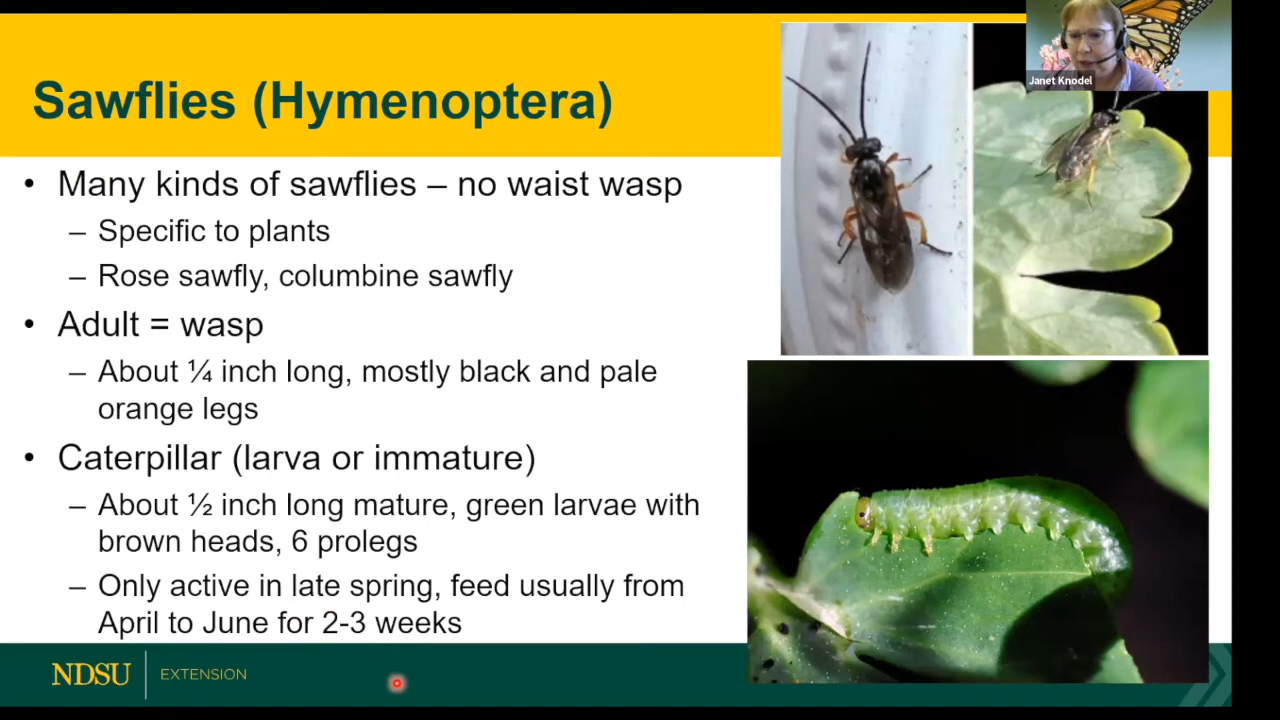 Janet Knodel
Sawflies (Hymenoptera)
• Many kinds of sawflies – no waist wasp
– Specific to plants
– Rose sawfly, columbine sawfly
• Adult = wasp
– About ¼ inch long, mostly black and pale
orange legs
• Caterpillar (larva or immature)
– About ½ inch long mature, green larvae with
brown heads, 6 prolegs
– Only active in late spring, feed usually from
April to June for 2-3 weeks
NDSU EXTENSION